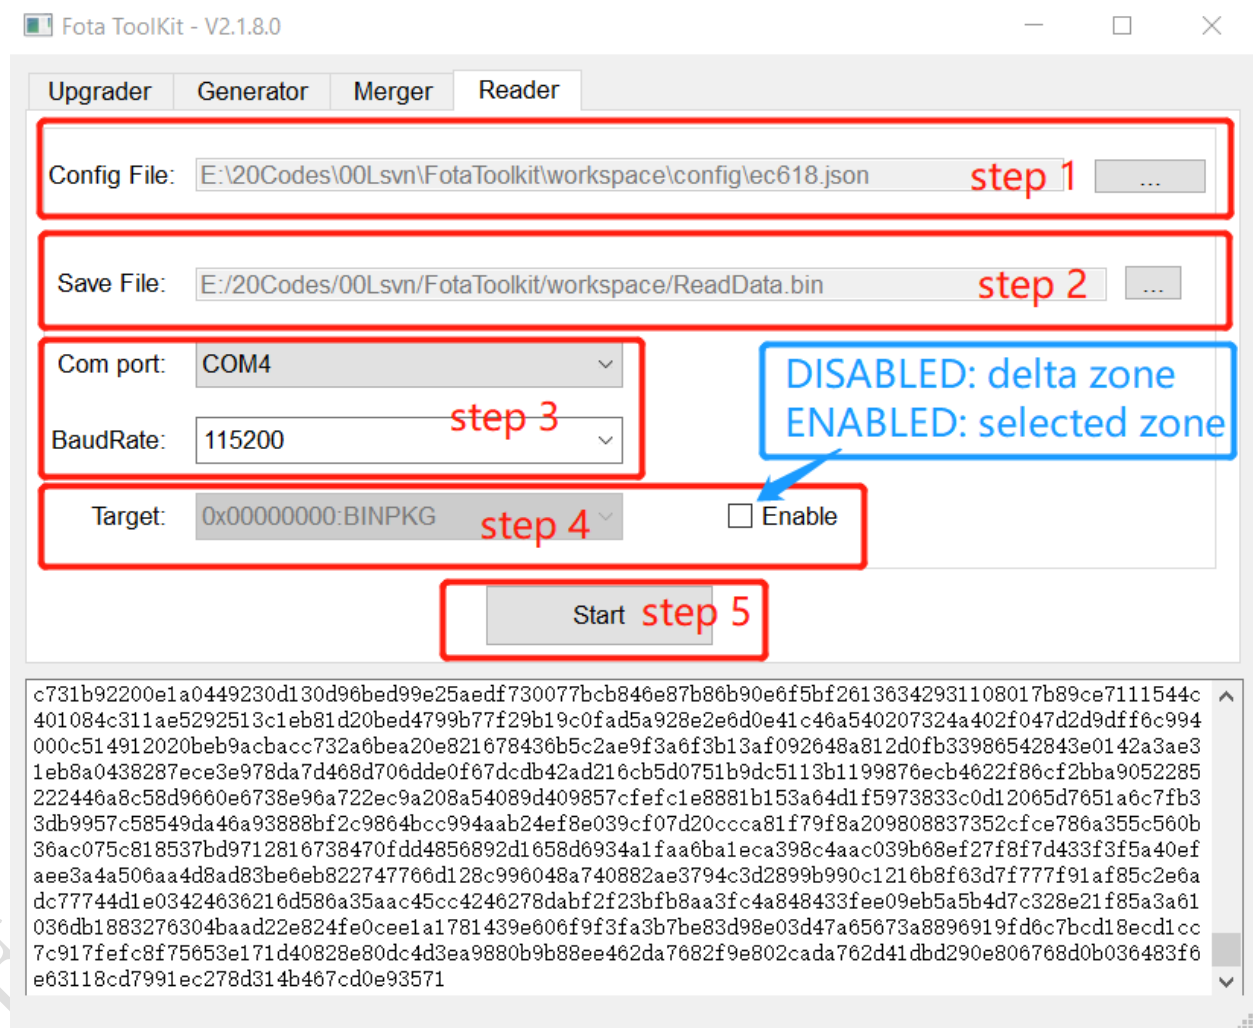 Fota ToolKit - V2.1.8.0
Upgrader Generator Merger Reader
Config File: E:\20Codes\00Lsvn\FotaToolkit\workspace\config\ec618.json step 1 ...
Save File: E:/20Codes/00Lsvn/FotaToolkit/workspace/ReadData.bin step 2 ...
Com port: COM4
DISABLED: delta zone
ENABLED: selected zone
step 3
BaudRate: 115200
Target: 0x00000000:BINPKG step 4 Enable
Start step 5
c731b92200e1a0449230d130d96bed99e25aedf730077bcb846e87b86b90e6f5bf26136342931108017b89ce7111544c
401084c311ae5292513c1eb81d20bed4799b77f29b19c0fad5a928e2e6d0e41c46a540207324a402f047d2d9dff6c994
000c514912020beb9acbacc732a6bea20e821678436b5c2ae9f3a6f3b13af092648a812d0fb33986542843e0142a3ae3
1eb8a0438287ece3e978da7d468d706dde0f67dcdb42ad216cb5d0751b9dc5113b1199876ecb4622f86cf2bba9052285
222446a8c58d9660e6738e96a722ec9a208a54089d409857cfefc1e8881b153a64d1f5973833c0d12065d7651a6c7fb3
3db9957c58549da46a93888bf2c9864bcc994aab24ef8e039cf07d20ccca81f79f8a209808837352cfce786a355c560b
36ac075c818537bd9712816738470fdd4856892d1658d6934a1faa6ba1eca398c4aac039b68ef27f8f7d433f3f5a40ef
aee3a4a506aa4d8ad83be6eb822747766d128c996048a740882ae3794c3d2899b990c1216b8f63d7f777f91af85c2e6a
dc77744d1e03424636216d586a35aac45cc4246278dabf2f23bfb8aa3fc4a848433fee09eb5a5b4d7c328e21f85a3a61
036db1883276304baad22e824fe0cee1a1781439e606f9f3fa3b7be83d98e03d47a65673a8896919fd6c7bcd18ecd1cc
7c917fefc8f75653e171d40828e80dc4d3ea9880b9b88ee462da7682f9e802cada762d41dbd290e806768d0b036483f6
e63118cd7991ec278d314b467cd0e93571